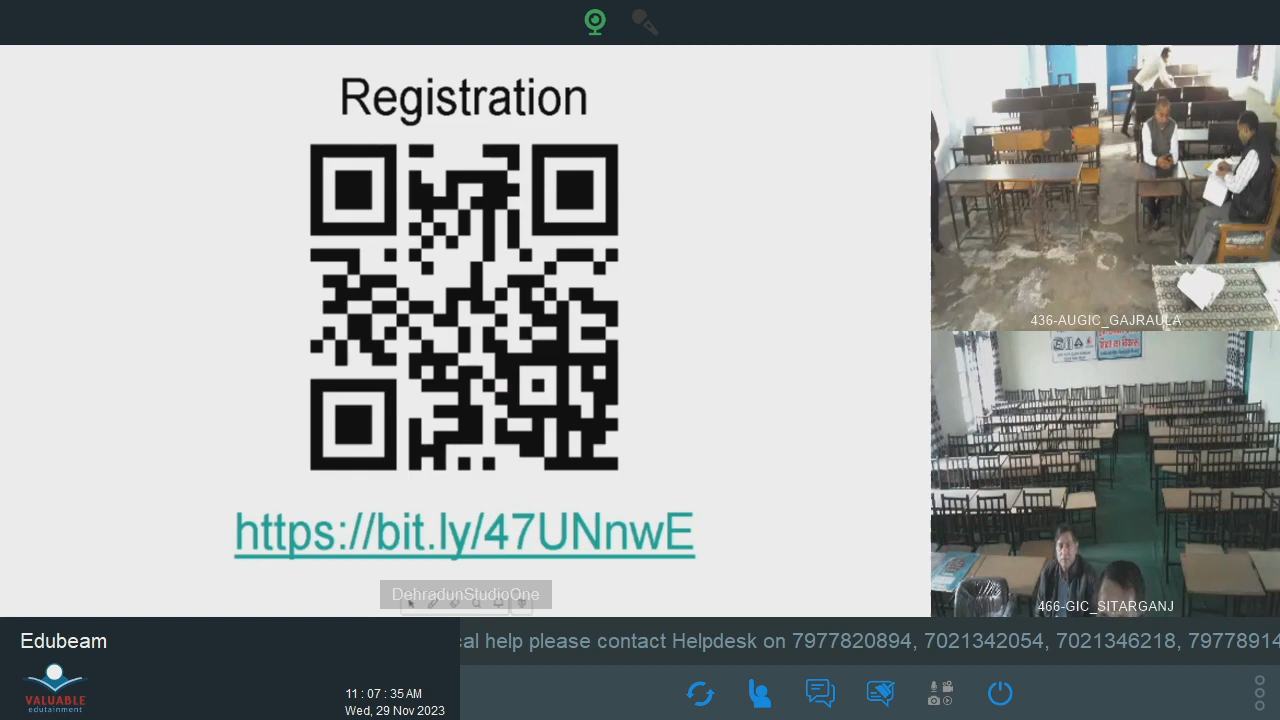 Registration
https://bit.ly/47UNnwE
DehradunStudioOne
436-AUGIC_GAJRAULA
466-GIC_SITARGANJ
Edubeam
cal help please contact Helpdesk on 7977820894, 7021342054, 7021346218, 79778914
VALUABLE
edutainment
11 : 07 : 35 AM
Wed, 29 Nov 2023